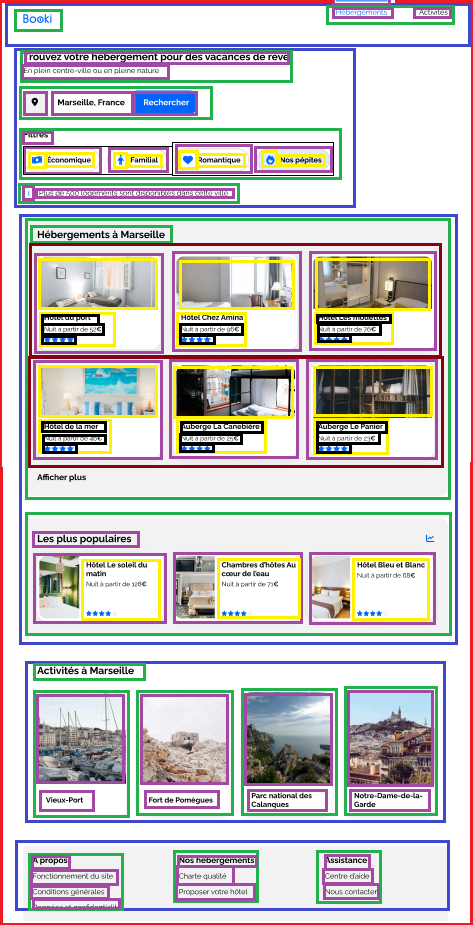 Booki
Hébergements
Activités
Trouvez votre hébergement pour des vacances de rêve
En plein centre-ville ou en pleine nature
Marseille, France
Rechercher
Filtres
Économique
Familial
Romantique
Nos pépites
Plus de 500 logements sont disponibles dans cette ville
Hébergements à Marseille
Hôtel du port
Hôtel Chez Amina
Hôtel Les mouettes
Nuit à partir de 52€
Nuit à partir de 96€
Nuit à partir de 76€
Hôtel de la mer
Auberge La Canebière
Auberge Le Panier
Nuit à partir de 46€
Nuit à partir de 25€
Nuit à partir de 23€
Afficher plus
Les plus populaires
Hôtel Le soleil du
matin
Nuit à partir de 128€
Chambres d'hôtes Au
cœur de l'eau
Nuit à partir de 71€
Hôtel Bleu et Blanc
Nuit à partir de 68€
Activités à Marseille
Vieux-Port
Fort de Pomègues
Parc national des
Calanques
Notre-Dame-de-la-
Garde
À propos
Fonctionnement du site
Conditions générales
Données et confidentialité
Nos hébergements
Charte qualité
Proposer votre hôtel
Assistance
Centre d'aide
Nous contacter